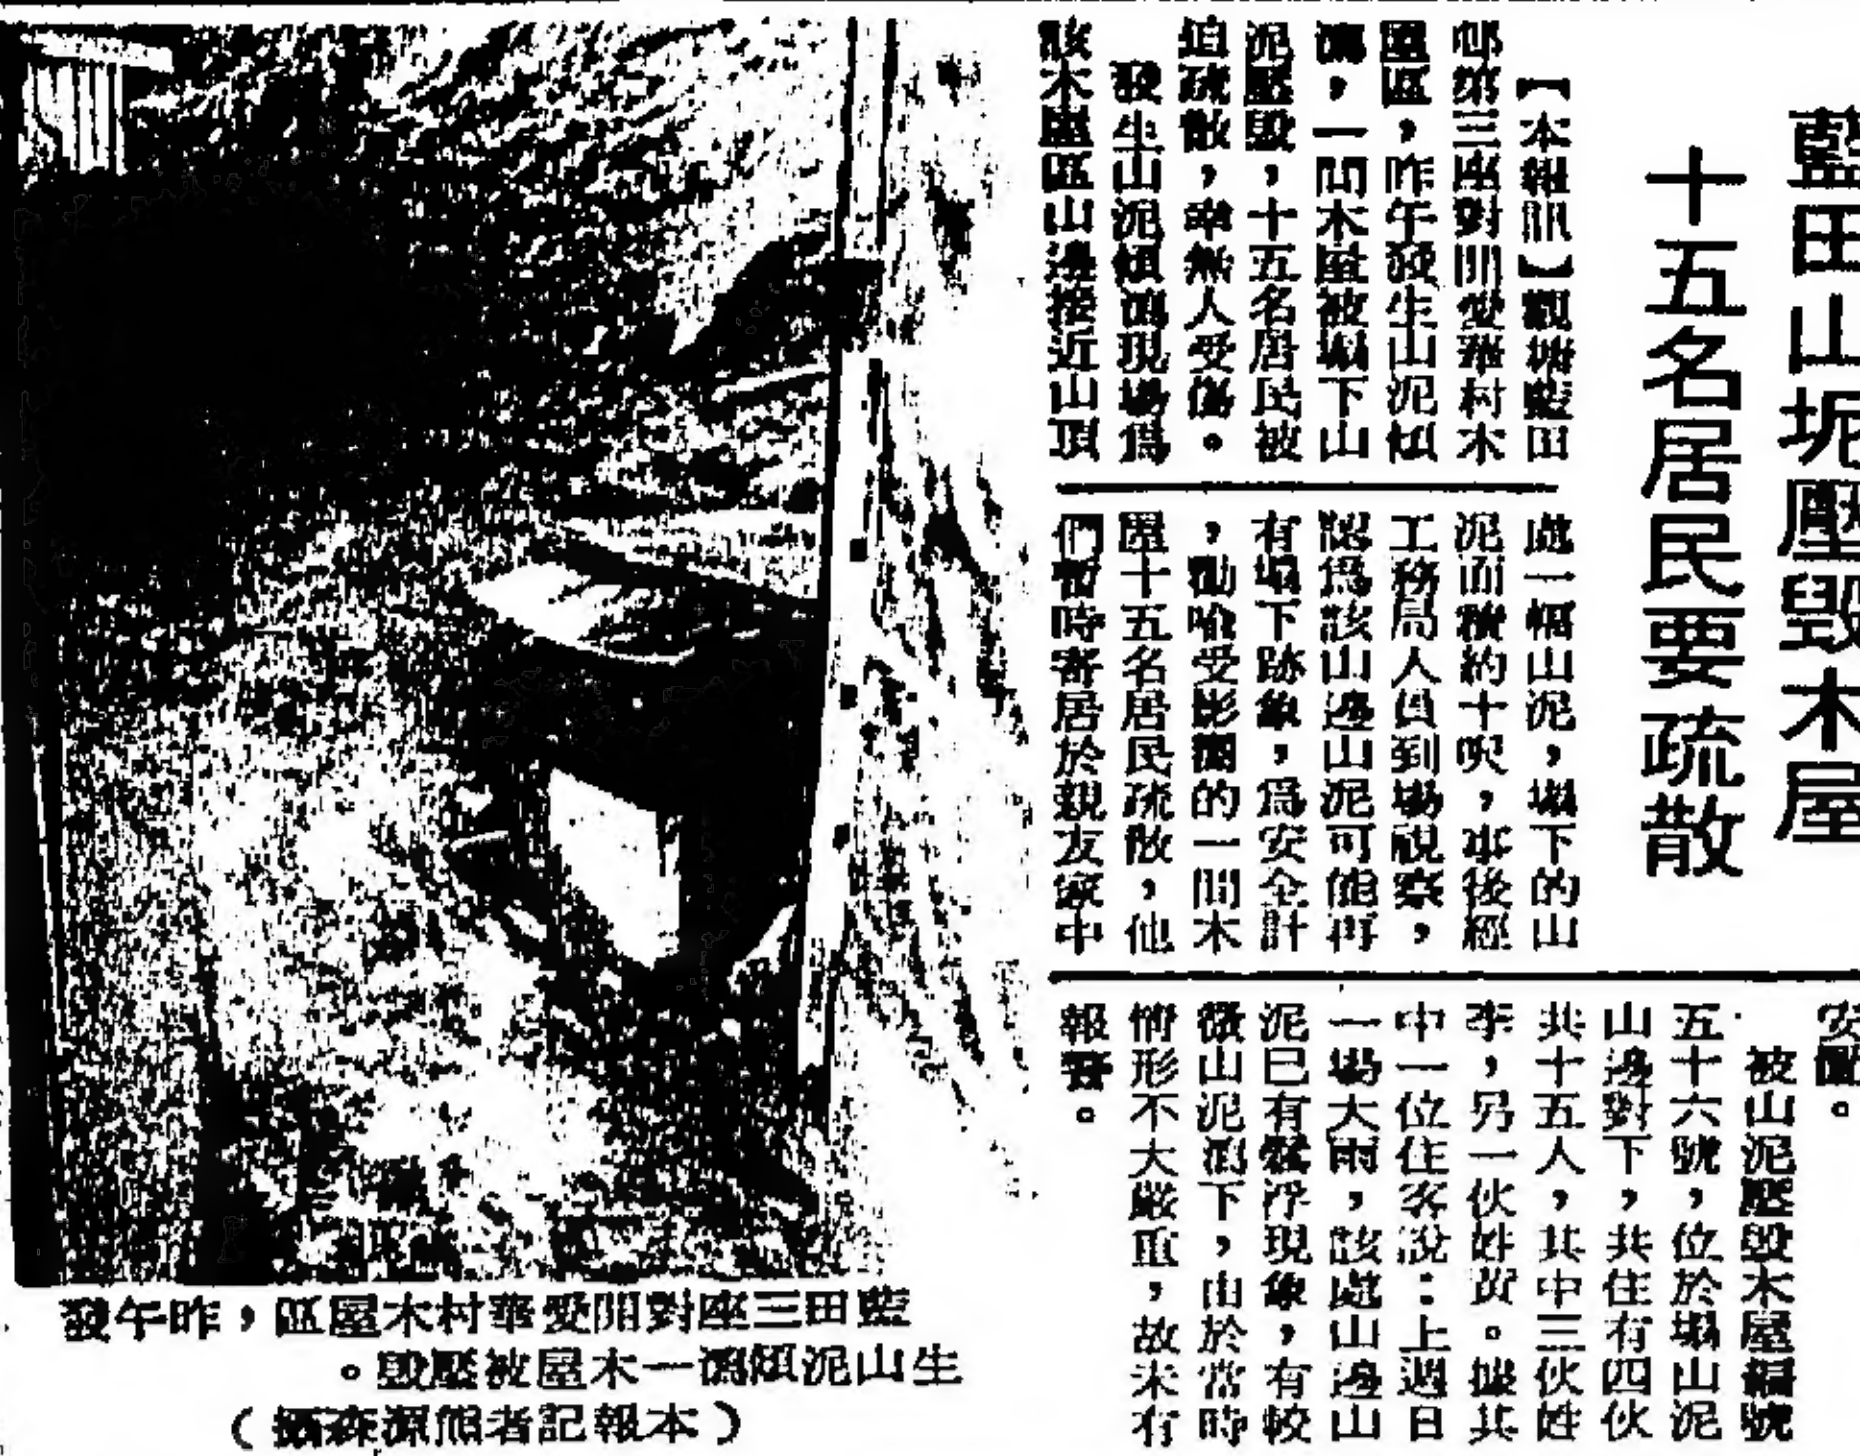 藍田山坭壓毀木屋
十五名居民要疏散
【本報訊】觀塘藍田
邨第三座對開愛華村木
屋區，昨午發生山泥傾
瀉，一間木屋被塌下山
泥壓毀，十五名居民被
迫疏散，幸無人受傷。
發生山泥傾瀉現場爲
該木屋區山邊接近山頂
處一幅山泥，塌下的山
泥面積約十呎，事後經
工務局人員到場視察，
認爲該山邊山泥可能再
有塌下跡象，爲安全計
，勸喻受影響的一間木
屋十五名居民疏散，他
們暫時寄居於親友家中
安置。
被山泥壓毀木屋編號
五十六號，位於塌山泥
山邊對下，共住有四伙
共十五人，其中三伙姓
李，另一伙姓黃。據其
中一位住客說：上週日
一場大雨，該處山邊山
泥已有鬆浮現象，有較
微山泥瀉下，由於當時
情形不大嚴重，故未有
報警。
藍田三座對開愛華村木屋區，昨午發
生山泥傾瀉一木屋被壓毀。
（本報記者熊源森攝）